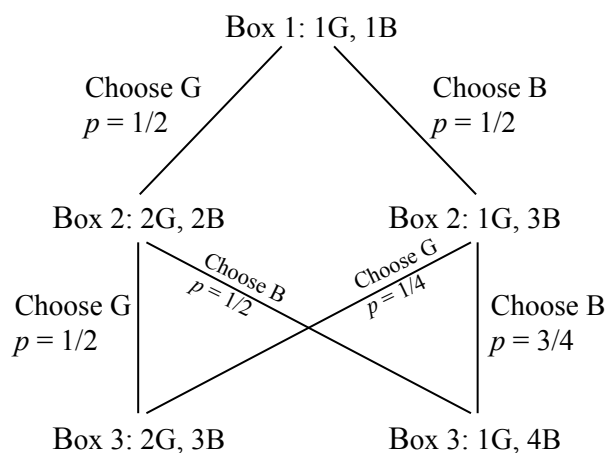 Box 1: 1G, 1B
Choose G
p = 1/2
Choose B
p = 1/2
Box 2: 2G, 2B
Box 2: 1G, 3B
Choose G
p = 1/2
Choose B
p = 1/2
Choose G
p = 1/4
Choose B
p = 3/4
Box 3: 2G, 3B
Box 3: 1G, 4B